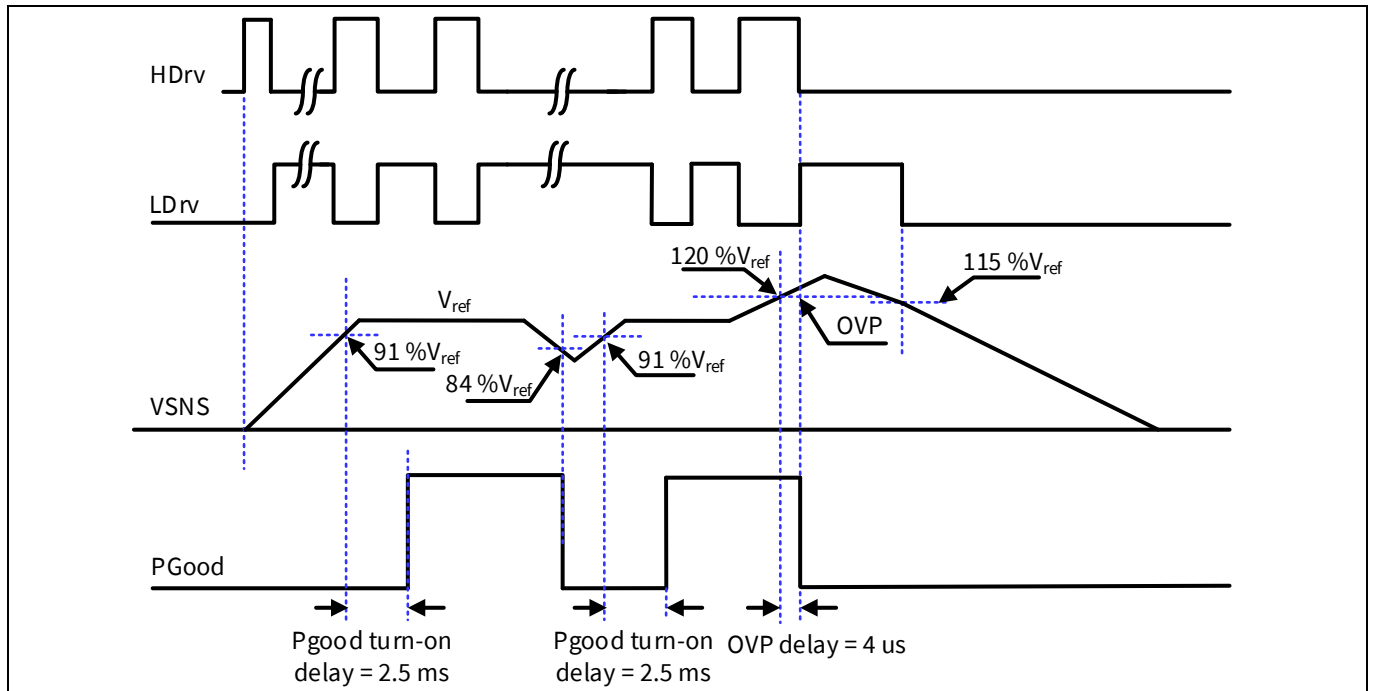 HDrv
LDrv
120 %Vref
115 %Vref
Vref
OVP
91 %Vref
91 %Vref
84 %Vref
VSNS
PGood
Pgood turn-on
delay = 2.5 ms
Pgood turn-on
delay = 2.5 ms
OVP delay = 4 us